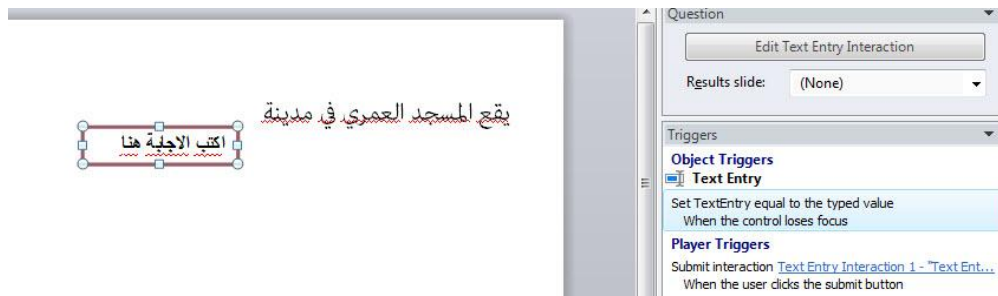 يقع المسجد العمري في مدينة
اكتب الاجابة هنا
Question
Edit Text Entry Interaction
Results slide: (None)
Triggers
Object Triggers
Text Entry
Set TextEntry equal to the typed value
When the control loses focus
Player Triggers
Submit interaction Text Entry Interaction 1 - "Text Ent...
When the user clicks the submit button